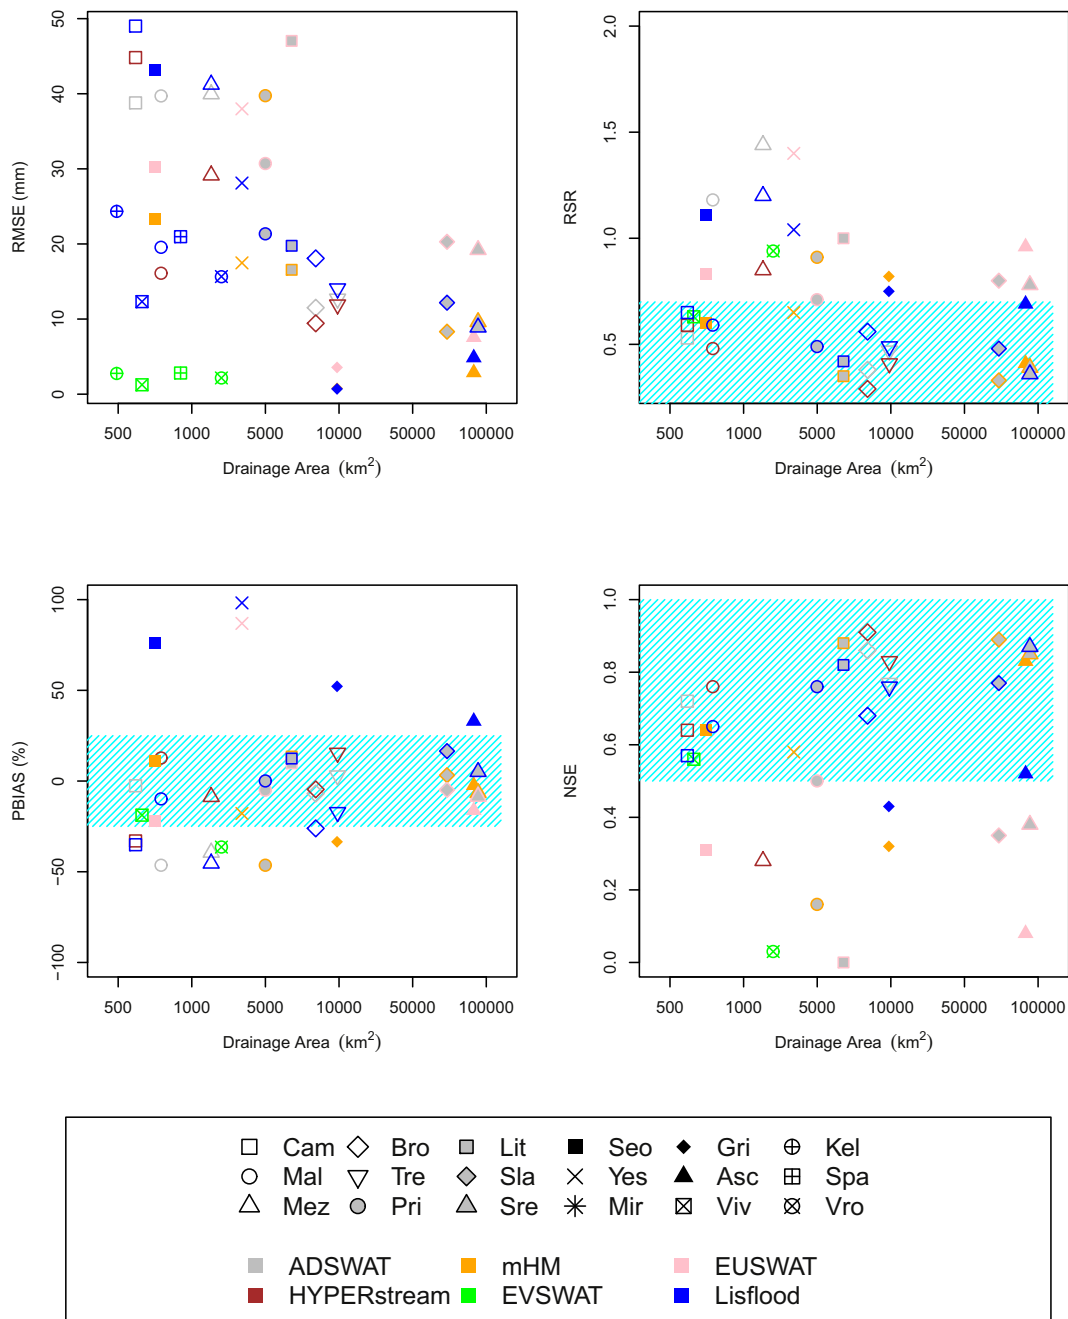 50
40
30
20
10
0
RMSE (mm)
500 1000 5000 10000 50000 100000
Drainage Area (km²)
2.0
1.5
1.0
0.5
RSR
500 1000 5000 10000 50000 100000
Drainage Area (km²)
100
50
0
−50
−100
PBIAS (%)
500 1000 5000 10000 50000 100000
Drainage Area (km²)
1.0
0.8
0.6
0.4
0.2
0.0
NSE
500 1000 5000 10000 50000 100000
Drainage Area (km²)
Cam Bro Lit Seo Gri Kel
Mal Tre Sla Yes Asc Spa
Mez Pri Sre Mir Viv Vro
ADSWAT mHM EUSWAT
HYPERstream EVSWAT Lisflood